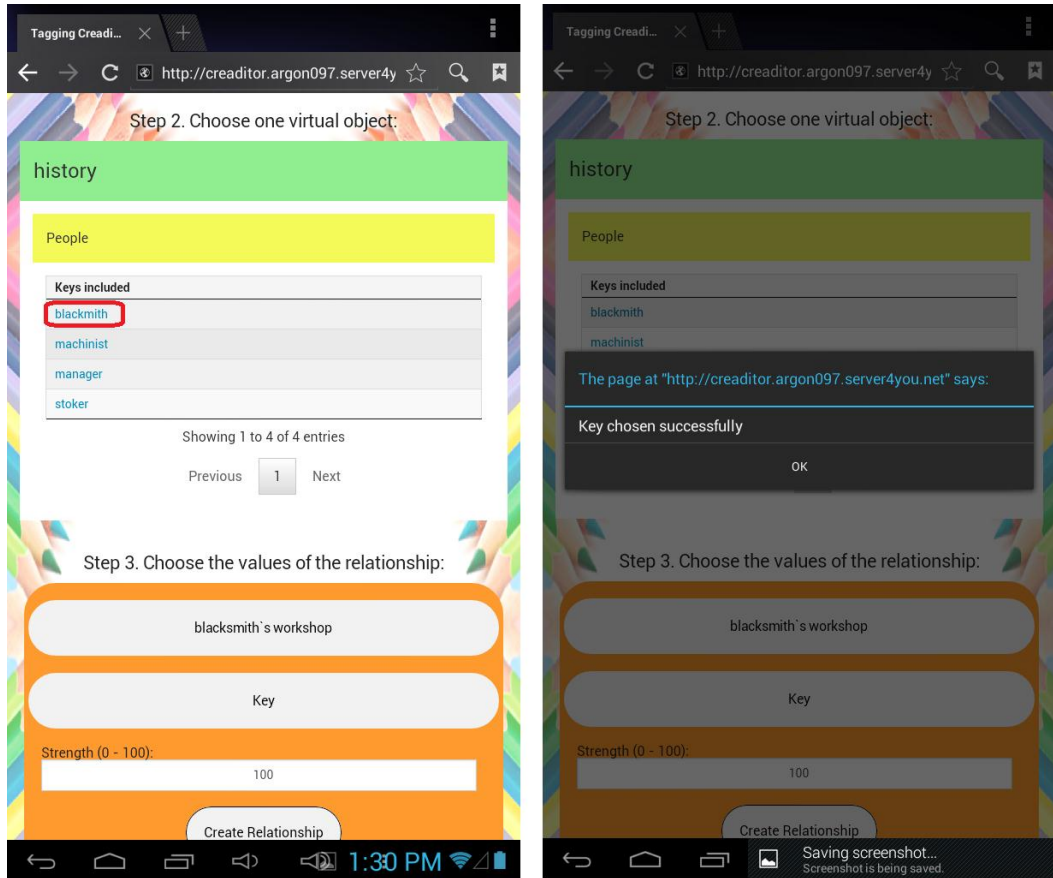 Tagging Creadi...
http://creaditor.argon097.server4y
Step 2. Choose one virtual object:
history
People
Keys included
blackmith
machinist
manager
stoker
Showing 1 to 4 of 4 entries
Previous 1 Next
Step 3. Choose the values of the relationship:
blacksmith`s workshop
Key
Strength (0 - 100):
100
Create Relationship
1:30 PM
Tagging Creadi...
http://creaditor.argon097.server4y
Step 2. Choose one virtual object:
history
People
Keys included
blackmith
machinist
The page at "http://creaditor.argon097.server4you.net" says:
Key chosen successfully
OK
Step 3. Choose the values of the relationship:
blacksmith`s workshop
Key
Strength (0 - 100):
100
Create Relationship
Saving screenshot...
Screenshot is being saved.